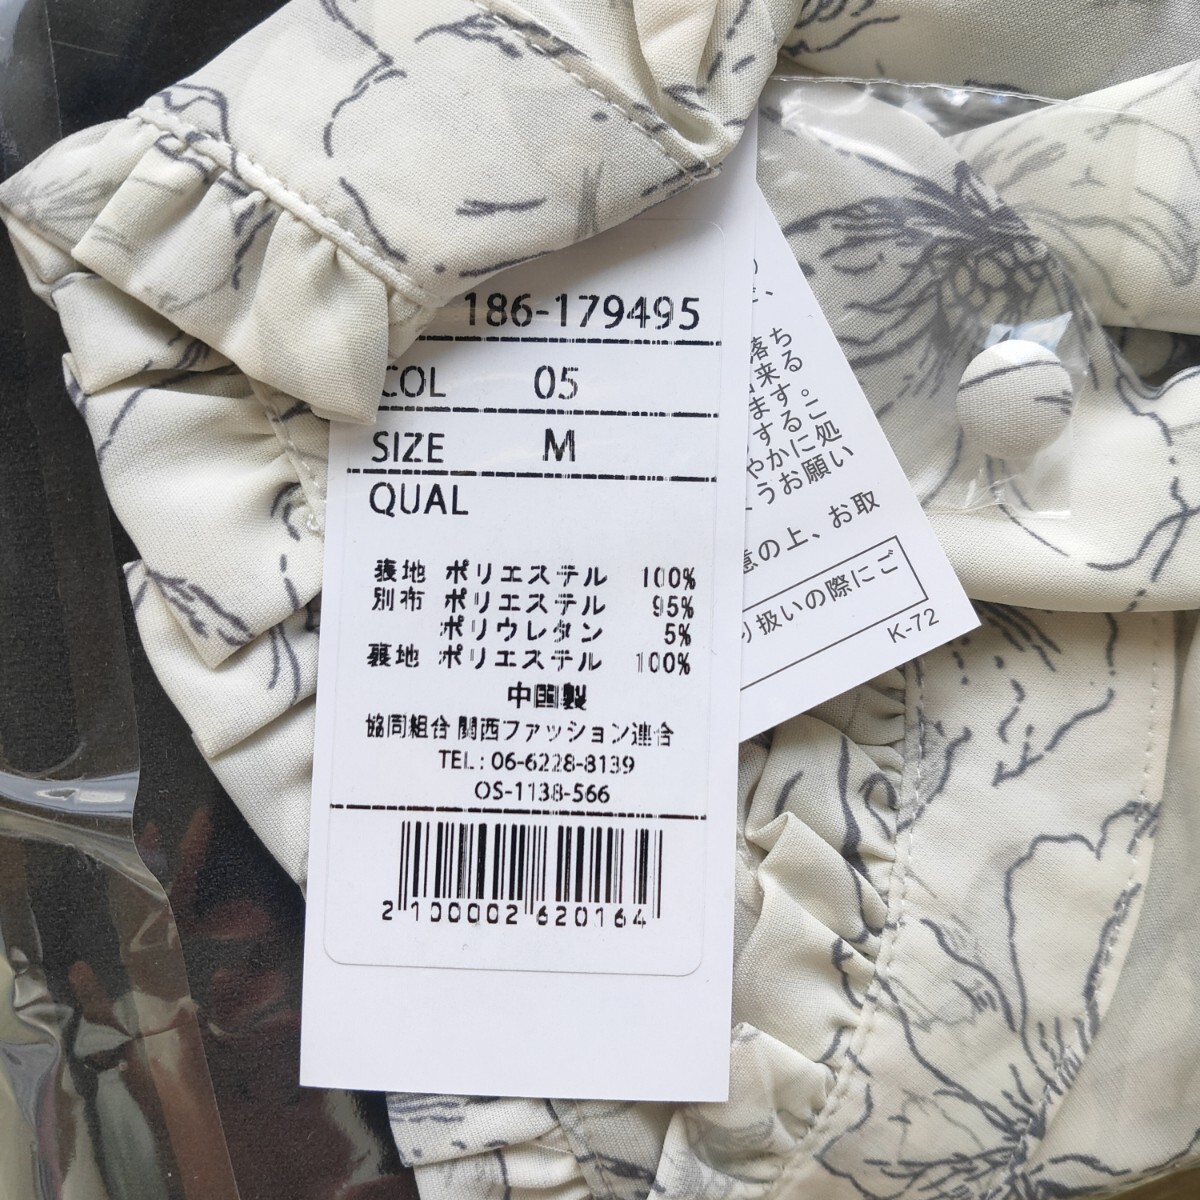 186-179495
COL 05
SIZE M
QUAL
表地 ポリエステル 100%
別布 ポリエステル 95%
ポリウレタン 5%
裏地 ポリエステル 100%
中国製
協同組合 関西ファッション連合
TEL: 06-6228-8139
OS-1138-566
2 100002 620164
落ち
来る
ます。
するこ
やかに処
うお願い
意の上、お取
り扱いの際にご
K-72